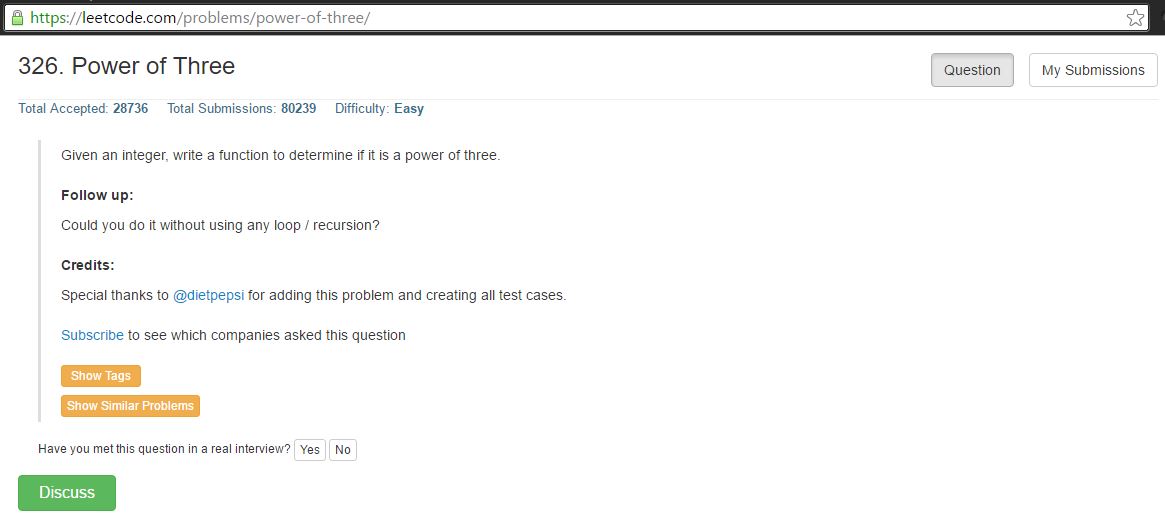 https://leetcode.com/problems/power-of-three/
326. Power of Three
Question
My Submissions
Total Accepted: 28736 Total Submissions: 80239 Difficulty: Easy
Given an integer, write a function to determine if it is a power of three.
Follow up:
Could you do it without using any loop / recursion?
Credits:
Special thanks to @dietpepsi for adding this problem and creating all test cases.
Subscribe to see which companies asked this question
Show Tags
Show Similar Problems
Have you met this question in a real interview? Yes No
Discuss